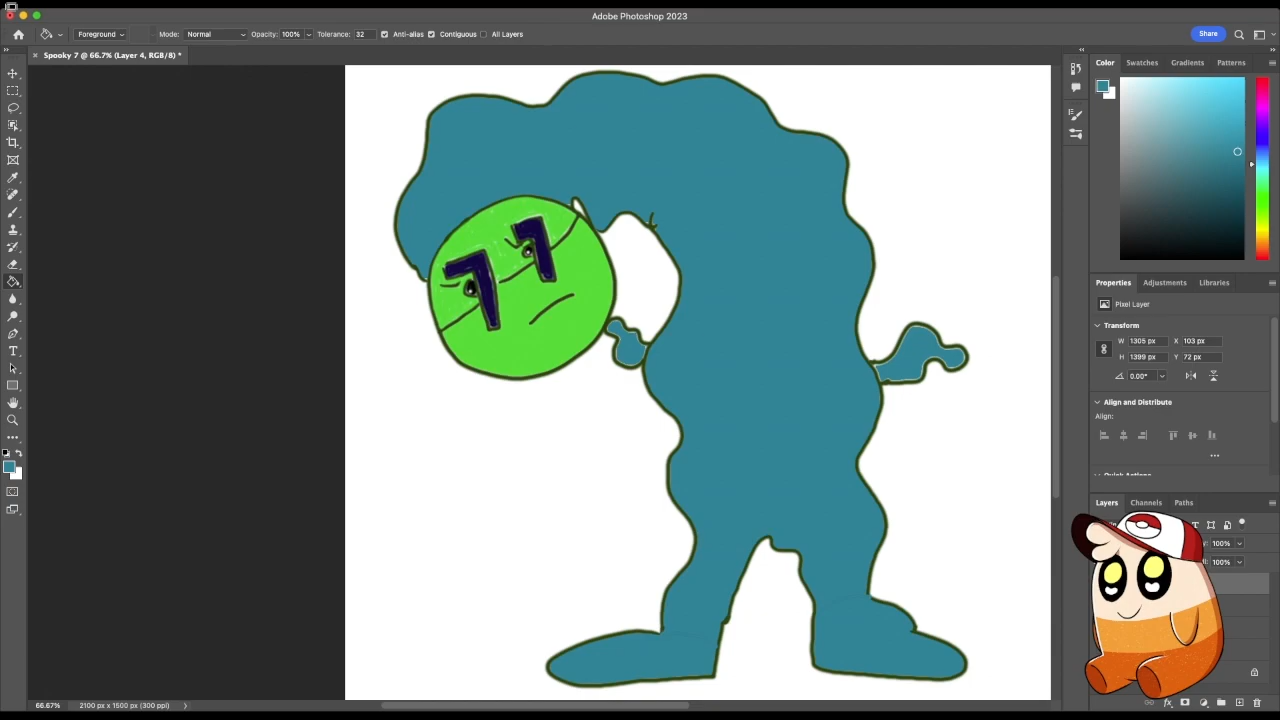 Adobe Photoshop 2023
Foreground Mode: Normal Opacity: 100% Tolerance: 32 Anti-alias Contiguous All Layers Share
Spooky 7 @ 66.7% (Layer 4, RGB/8) *
Color Swatches Gradients Patterns
Properties Adjustments Libraries
Pixel Layer
Transform
W 1305 px X 103 px
H 1399 px Y 72 px
0.00°
Align and Distribute
Align:
Layers Channels Paths
100%
100%
66.67% 2100 px x 1500 px (300 ppi)